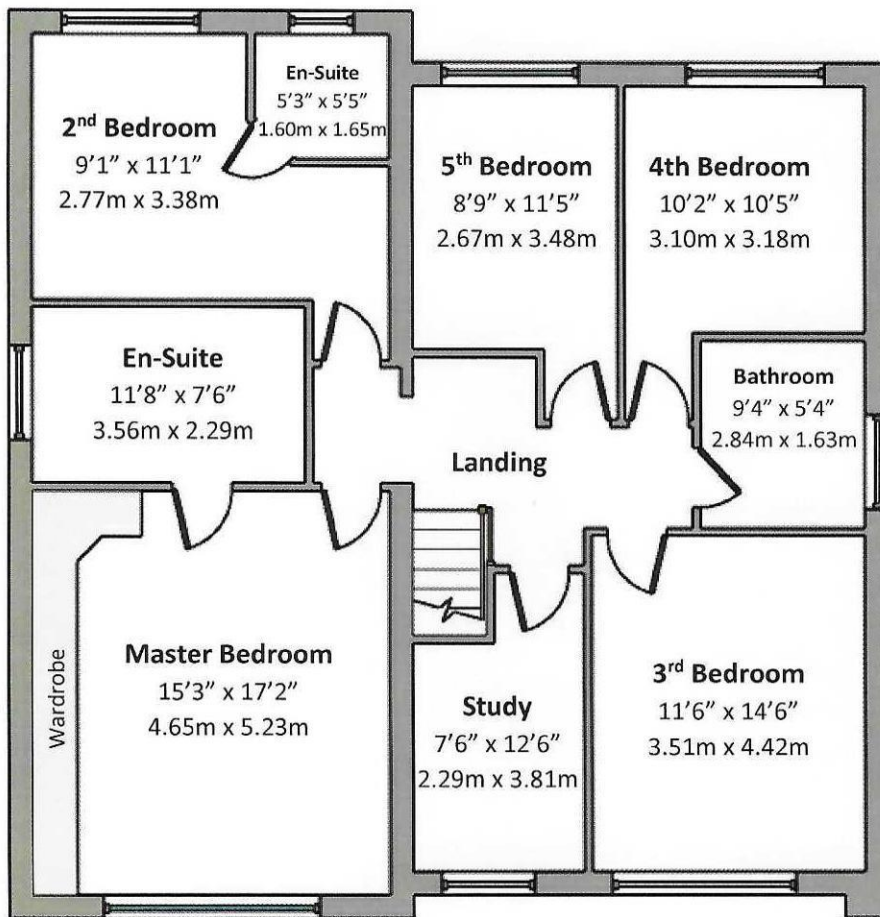 En-Suite
5'3" x 5'5"
1.60m x 1.65m
2nd Bedroom
9'1" x 11'1"
2.77m x 3.38m
5th Bedroom
8'9" x 11'5"
2.67m x 3.48m
4th Bedroom
10'2" x 10'5"
3.10m x 3.18m
En-Suite
11'8" x 7'6"
3.56m x 2.29m
Bathroom
9'4" x 5'4"
2.84m x 1.63m
Landing
Wardrobe
Master Bedroom
15'3" x 17'2"
4.65m x 5.23m
Study
7'6" x 12'6"
2.29m x 3.81m
3rd Bedroom
11'6" x 14'6"
3.51m x 4.42m